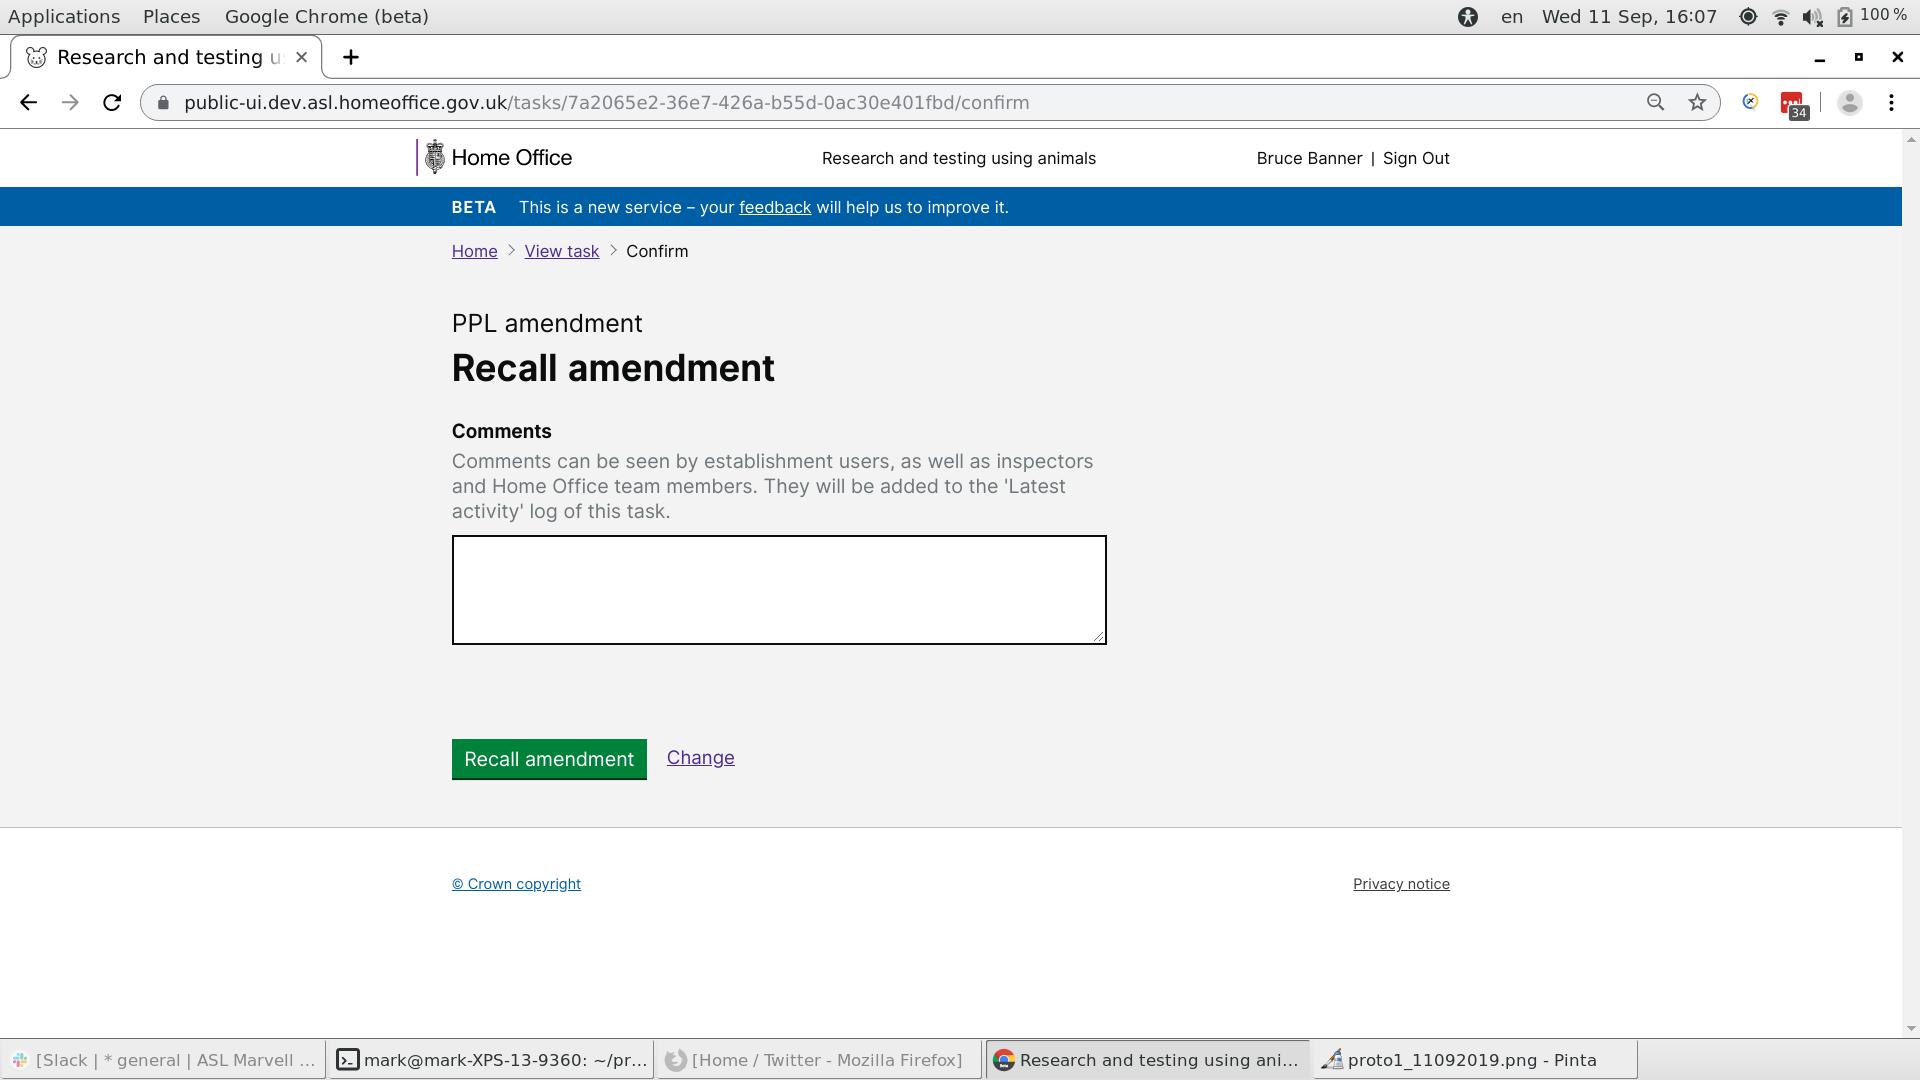 Applications Places Google Chrome (beta) en Wed 11 Sep, 16:07 100 %
Research and testing u
public-ui.dev.asl.homeoffice.gov.uk/tasks/7a2065e2-36e7-426a-b55d-0ac30e401fbd/confirm 34
Home Office Research and testing using animals Bruce Banner | Sign Out
BETA This is a new service – your feedback will help us to improve it.
Home View task Confirm
PPL amendment
Recall amendment
Comments
Comments can be seen by establishment users, as well as inspectors
and Home Office team members. They will be added to the 'Latest
activity' log of this task.
Recall amendment Change
© Crown copyright Privacy notice
[Slack | * general | ASL Marvell ... mark@mark-XPS-13-9360: ~/pr... [Home / Twitter - Mozilla Firefox] Research and testing using ani... proto1_11092019.png - Pinta